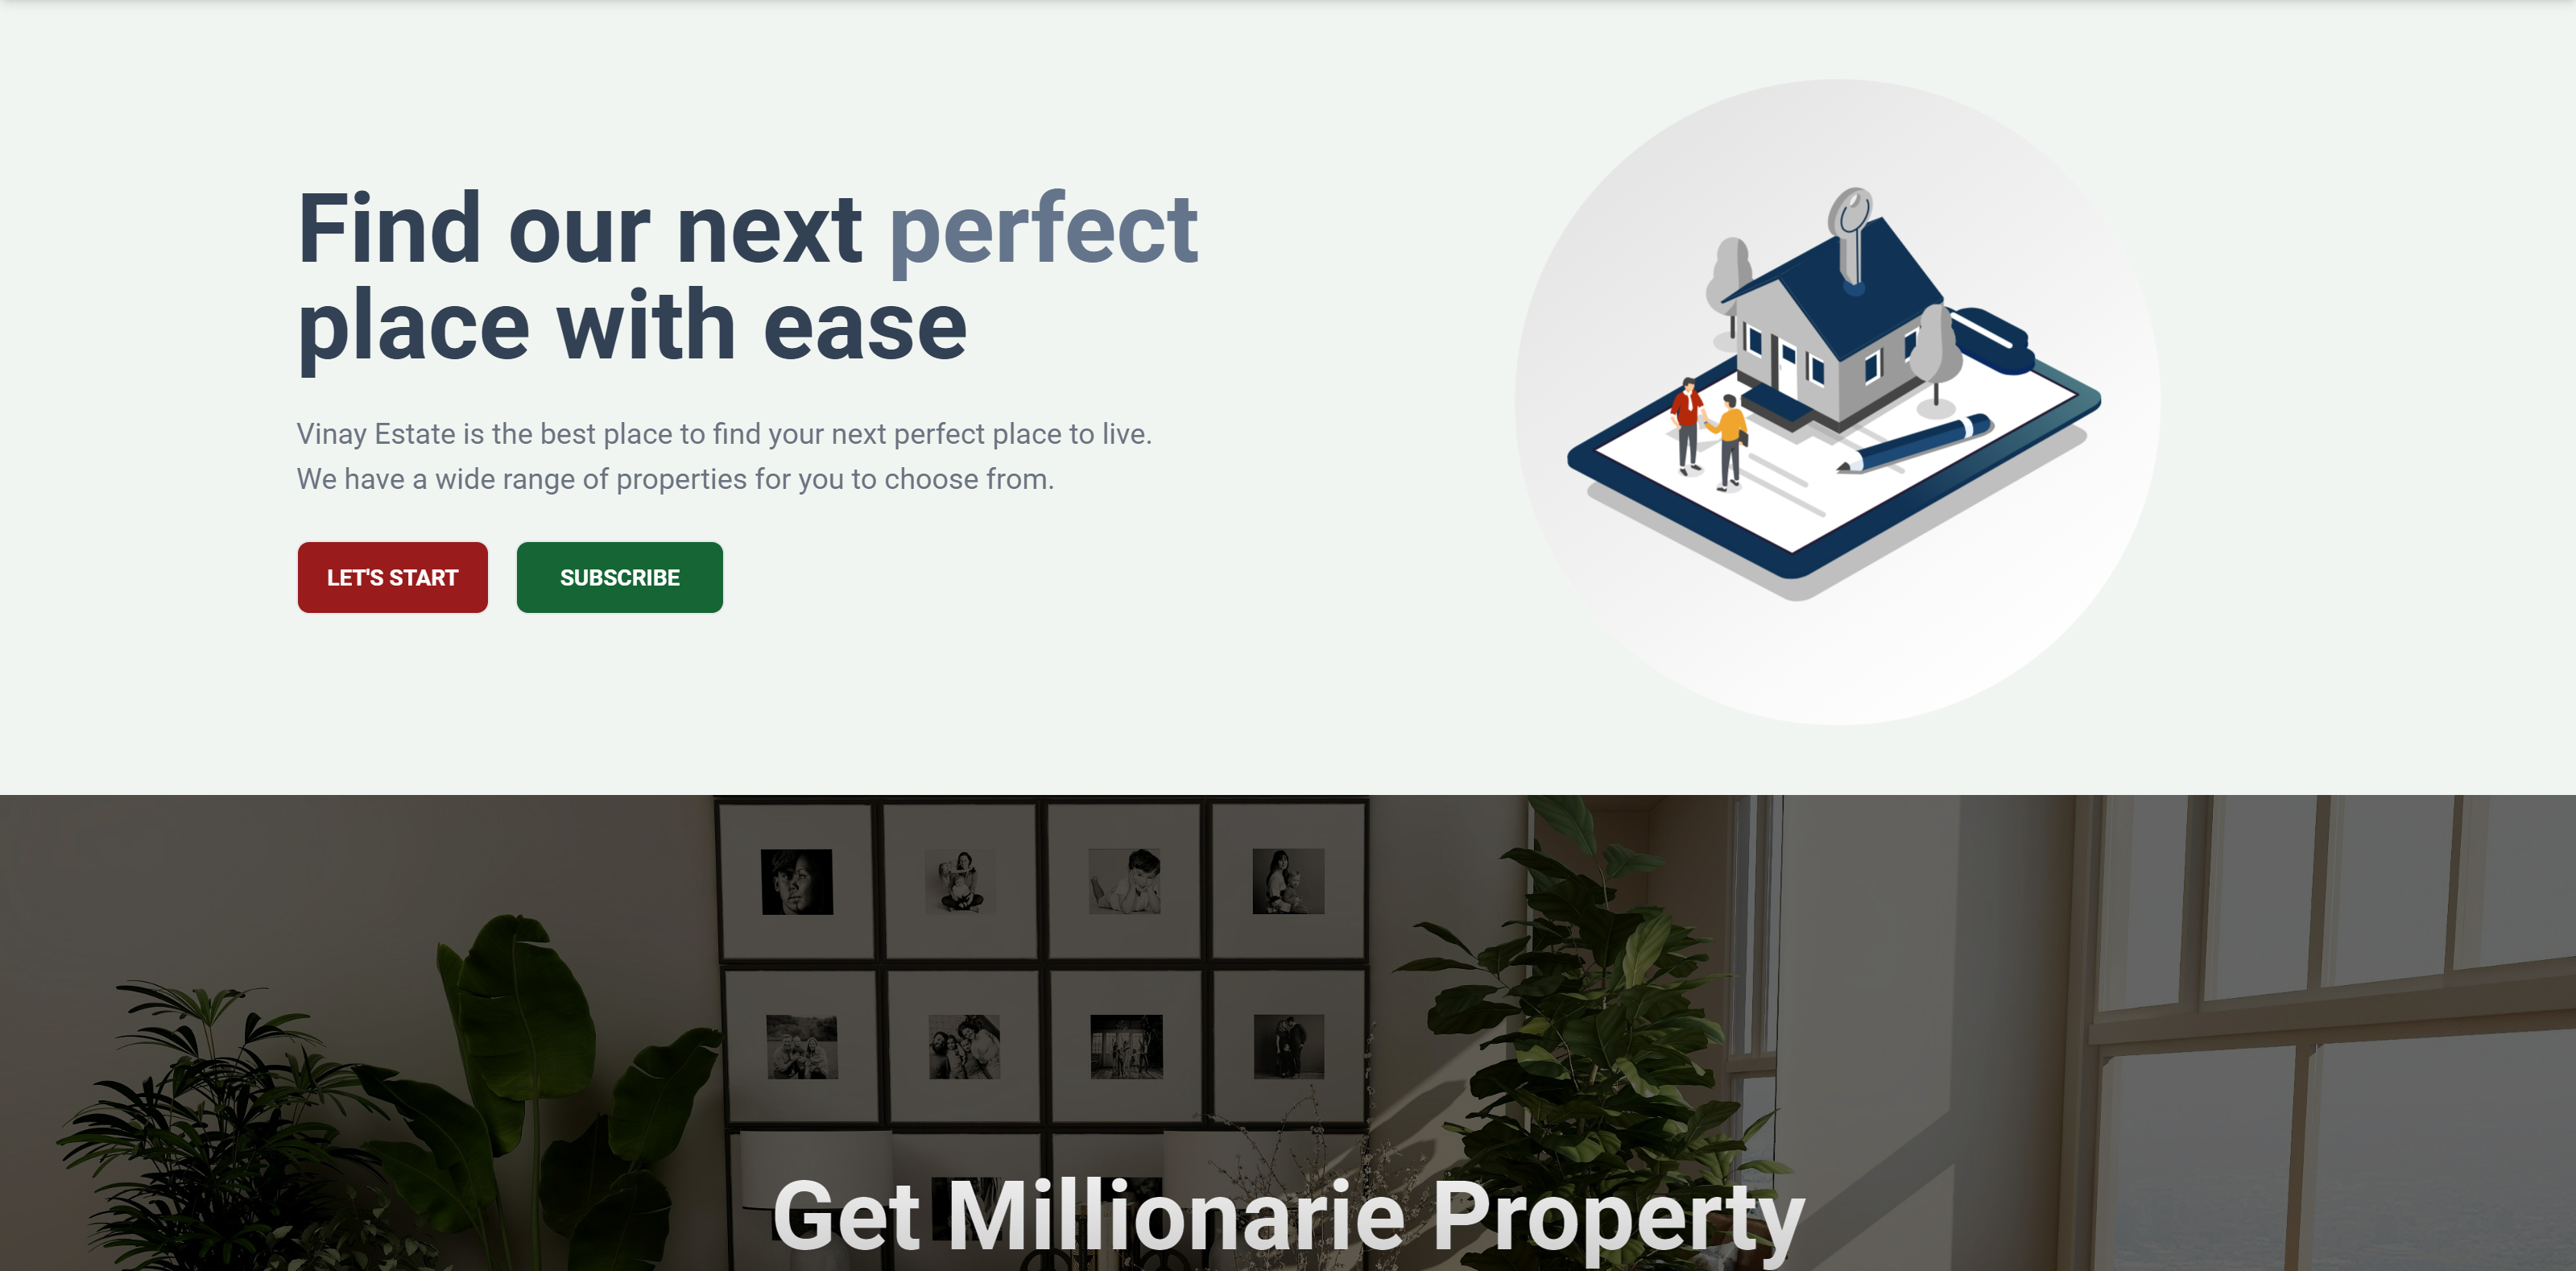 Find our next perfect
place with ease
Vinay Estate is the best place to find your next perfect place to live.
We have a wide range of properties for you to choose from.
LET'S START
SUBSCRIBE
Get Millionarie Property